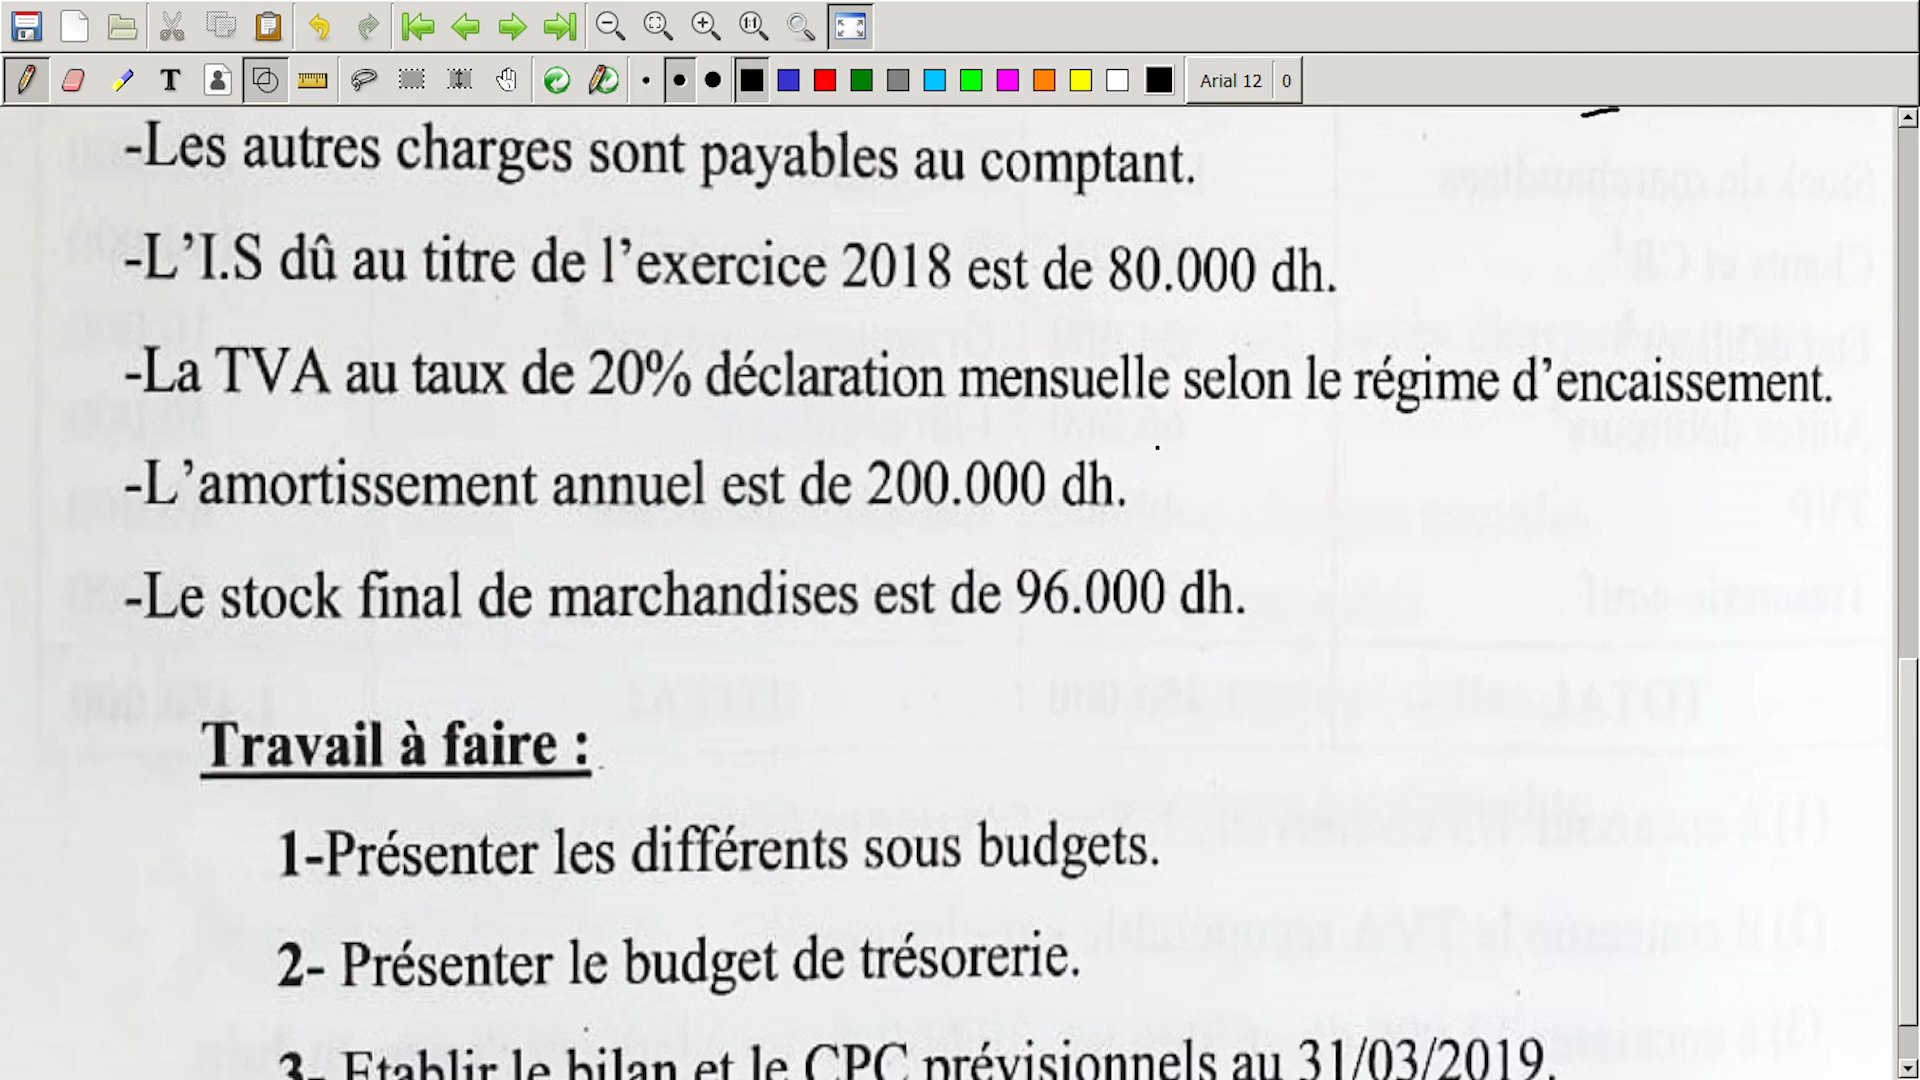 T
1:1
Arial 12 0
-Les autres charges sont payables au comptant.
-L'I.S dû au titre de l'exercice 2018 est de 80.000 dh.
-La TVA au taux de 20% déclaration mensuelle selon le régime d'encaissement.
-L'amortissement annuel est de 200.000 dh.
-Le stock final de marchandises est de 96.000 dh.
Travail à faire :
1-Présenter les différents sous budgets.
2- Présenter le budget de trésorerie.
3- Etablir le bilan et le CPC prévisionnels au 31/03/2019.